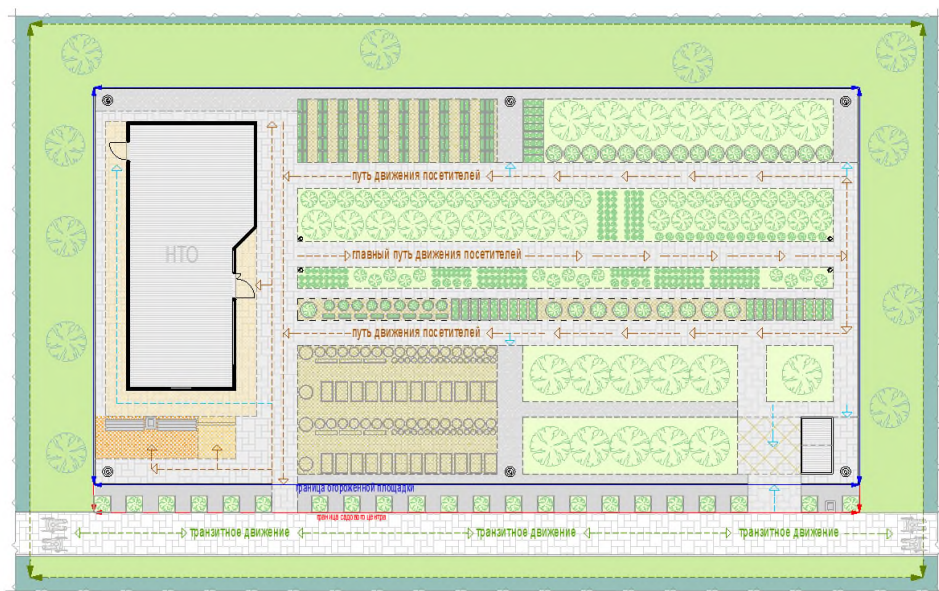 путь движения посетителей
НТО
главный путь движения посетителей
путь движения посетителей
граница огороженной площадки
граница садового центра
транзитное движение
транзитное движение
транзитное движение